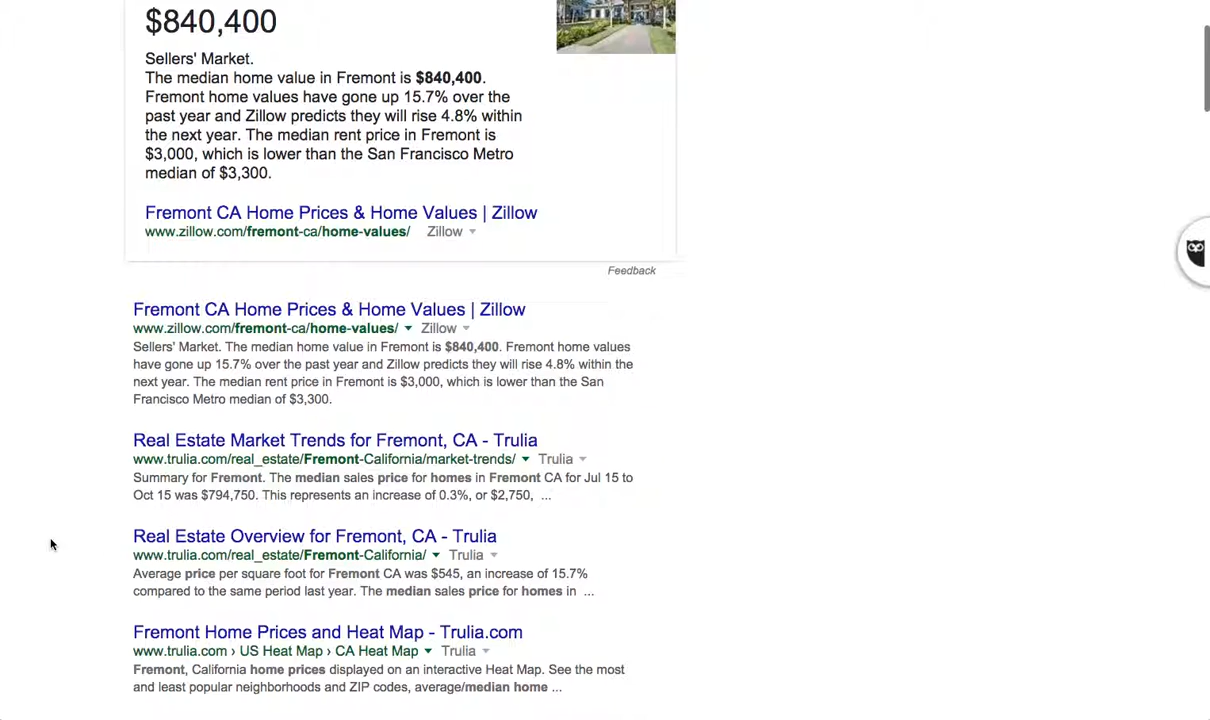 $840,400
Sellers' Market.
The median home value in Fremont is $840,400.
Fremont home values have gone up 15.7% over the
past year and Zillow predicts they will rise 4.8% within
the next year. The median rent price in Fremont is
$3,000, which is lower than the San Francisco Metro
median of $3,300.
Fremont CA Home Prices & Home Values | Zillow
www.zillow.com/fremont-ca/home-values/ Zillow
Feedback
Fremont CA Home Prices & Home Values | Zillow
www.zillow.com/fremont-ca/home-values/ Zillow
Sellers' Market. The median home value in Fremont is $840,400. Fremont home values
have gone up 15.7% over the past year and Zillow predicts they will rise 4.8% within the
next year. The median rent price in Fremont is $3,000, which is lower than the San
Francisco Metro median of $3,300.
Real Estate Market Trends for Fremont, CA - Trulia
www.trulia.com/real_estate/Fremont-California/market-trends/ Trulia
Summary for Fremont. The median sales price for homes in Fremont CA for Jul 15 to
Oct 15 was $794,750. This represents an increase of 0.3%, or $2,750, ...
Real Estate Overview for Fremont, CA - Trulia
www.trulia.com/real_estate/Fremont-California/ Trulia
Average price per square foot for Fremont CA was $545, an increase of 15.7%
compared to the same period last year. The median sales price for homes in ...
Fremont Home Prices and Heat Map - Trulia.com
www.trulia.com › US Heat Map › CA Heat Map Trulia
Fremont, California home prices displayed on an interactive Heat Map. See the most
and least popular neighborhoods and ZIP codes, average/median home ...